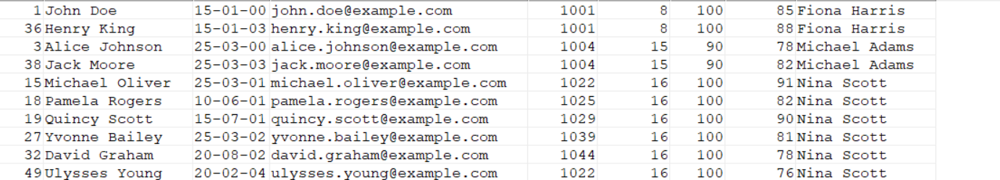 1 John Doe 15-01-00 john.doe@example.com 1001 8 100 85 Fiona Harris
36 Henry King 15-01-03 henry.king@example.com 1001 8 100 88 Fiona Harris
3 Alice Johnson 25-03-00 alice.johnson@example.com 1004 15 90 78 Michael Adams
38 Jack Moore 25-03-03 jack.moore@example.com 1004 15 90 82 Michael Adams
15 Michael Oliver 25-03-01 michael.oliver@example.com 1022 16 100 91 Nina Scott
18 Pamela Rogers 10-06-01 pamela.rogers@example.com 1025 16 100 82 Nina Scott
19 Quincy Scott 15-07-01 quincy.scott@example.com 1029 16 100 90 Nina Scott
27 Yvonne Bailey 25-03-02 yvonne.bailey@example.com 1039 16 100 81 Nina Scott
32 David Graham 20-08-02 david.graham@example.com 1044 16 100 78 Nina Scott
49 Ulysses Young 20-02-04 ulysses.young@example.com 1022 16 100 76 Nina Scott